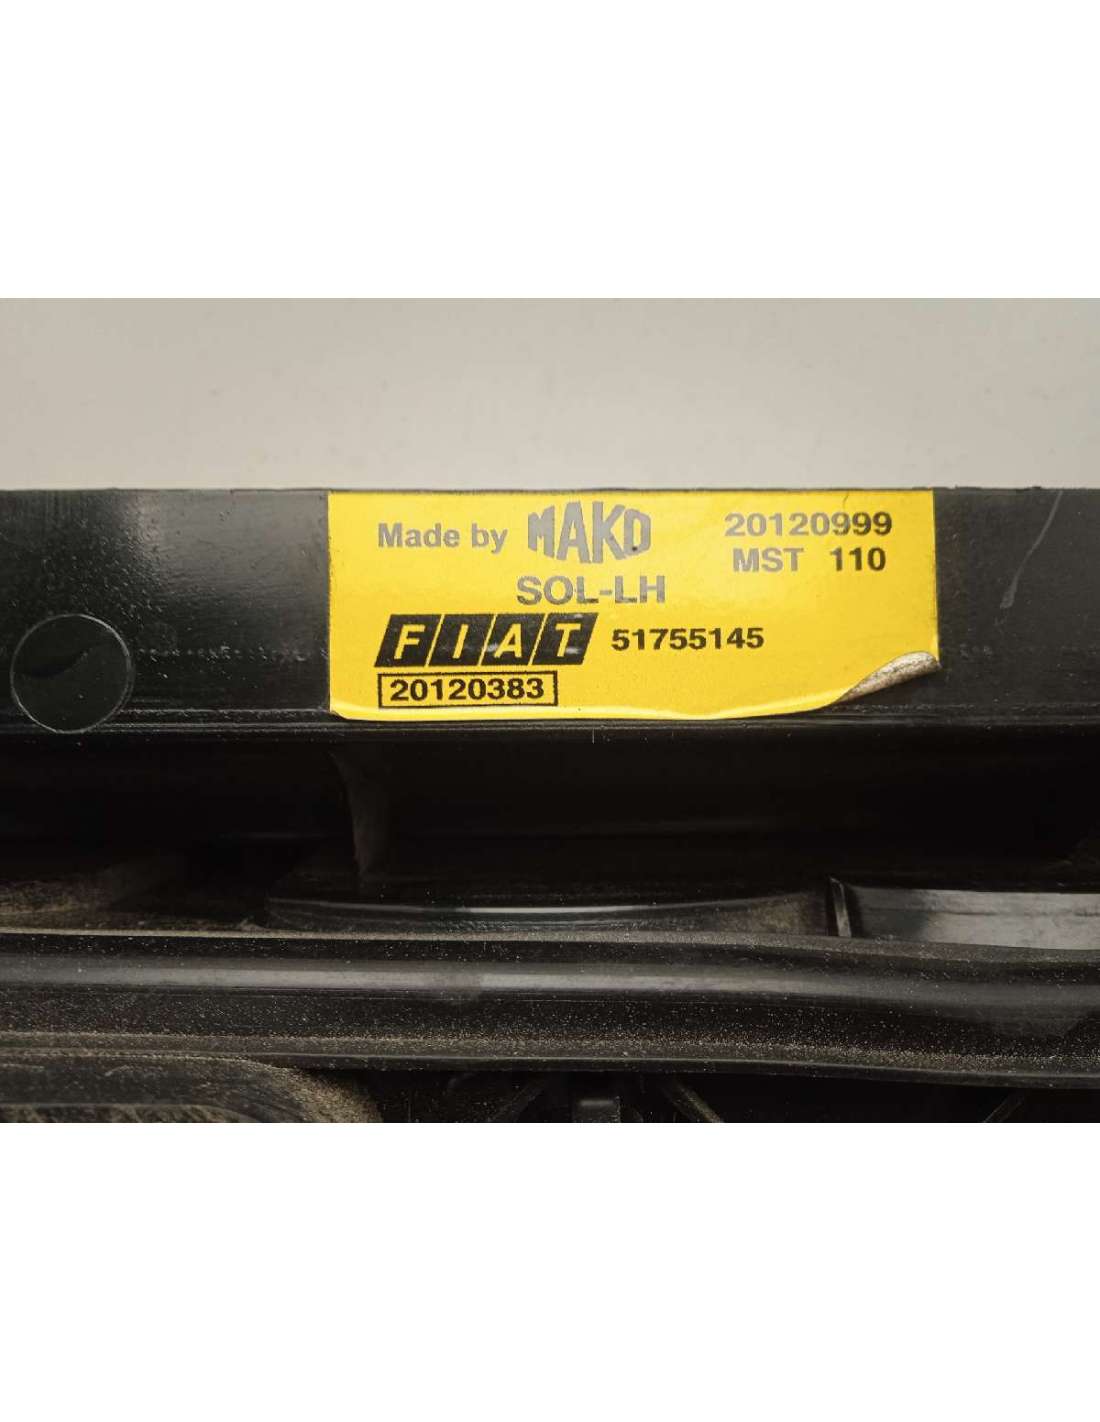 Made by MAKO 20120999
SOL-LH MST 110
FIAT 51755145
20120383